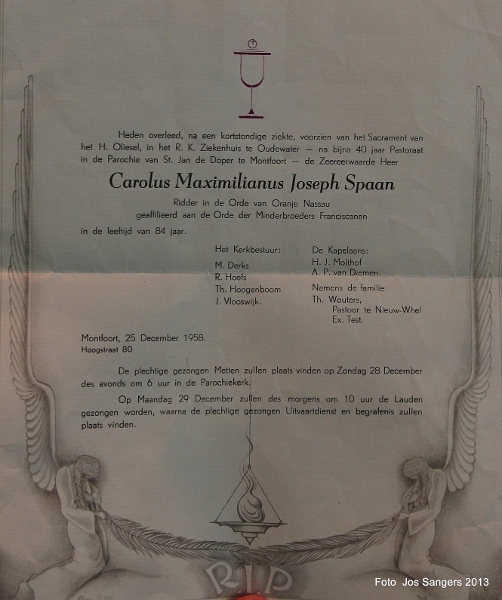 Heden overleed, na een kortstondige ziekte, voorzien van het Sacrament van
het H. Oliesel, in het R. K. Ziekenhuis te Oudewater — na bijna 40 jaar Pastoraat
in de Parochie van St. Jan de Doper te Montfoort — de Zeereerwaarde Heer
Carolus Maximilianus Joseph Spaan
Ridder in de Orde van Oranje Nassau
geaffilieerd aan de Orde der Minderbroeders Franciscanen
in de leeftijd van 84 jaar.
Het Kerkbestuur:
M. Derks
R. Hoefs
Th. Hoogenboom
J. Vlooswijk.
De Kapelaans:
H. J. Molthof
A. P. van Diemen.
Namens de familie
Th. Wouters,
Pastoor te Nieuw-Whel
Ex. Test.
Montfoort, 25 December 1958.
Hoogstraat 80
De plechtige gezongen Metten zullen plaats vinden op Zondag 28 December
des avonds om 6 uur in de Parochiekerk.
Op Maandag 29 December zullen des morgens om 10 uur de Lauden
gezongen worden, waarna de plechtige gezongen Uitvaartdienst en begrafenis zullen
plaats vinden.
RIP
Foto Jos Sangers 2013